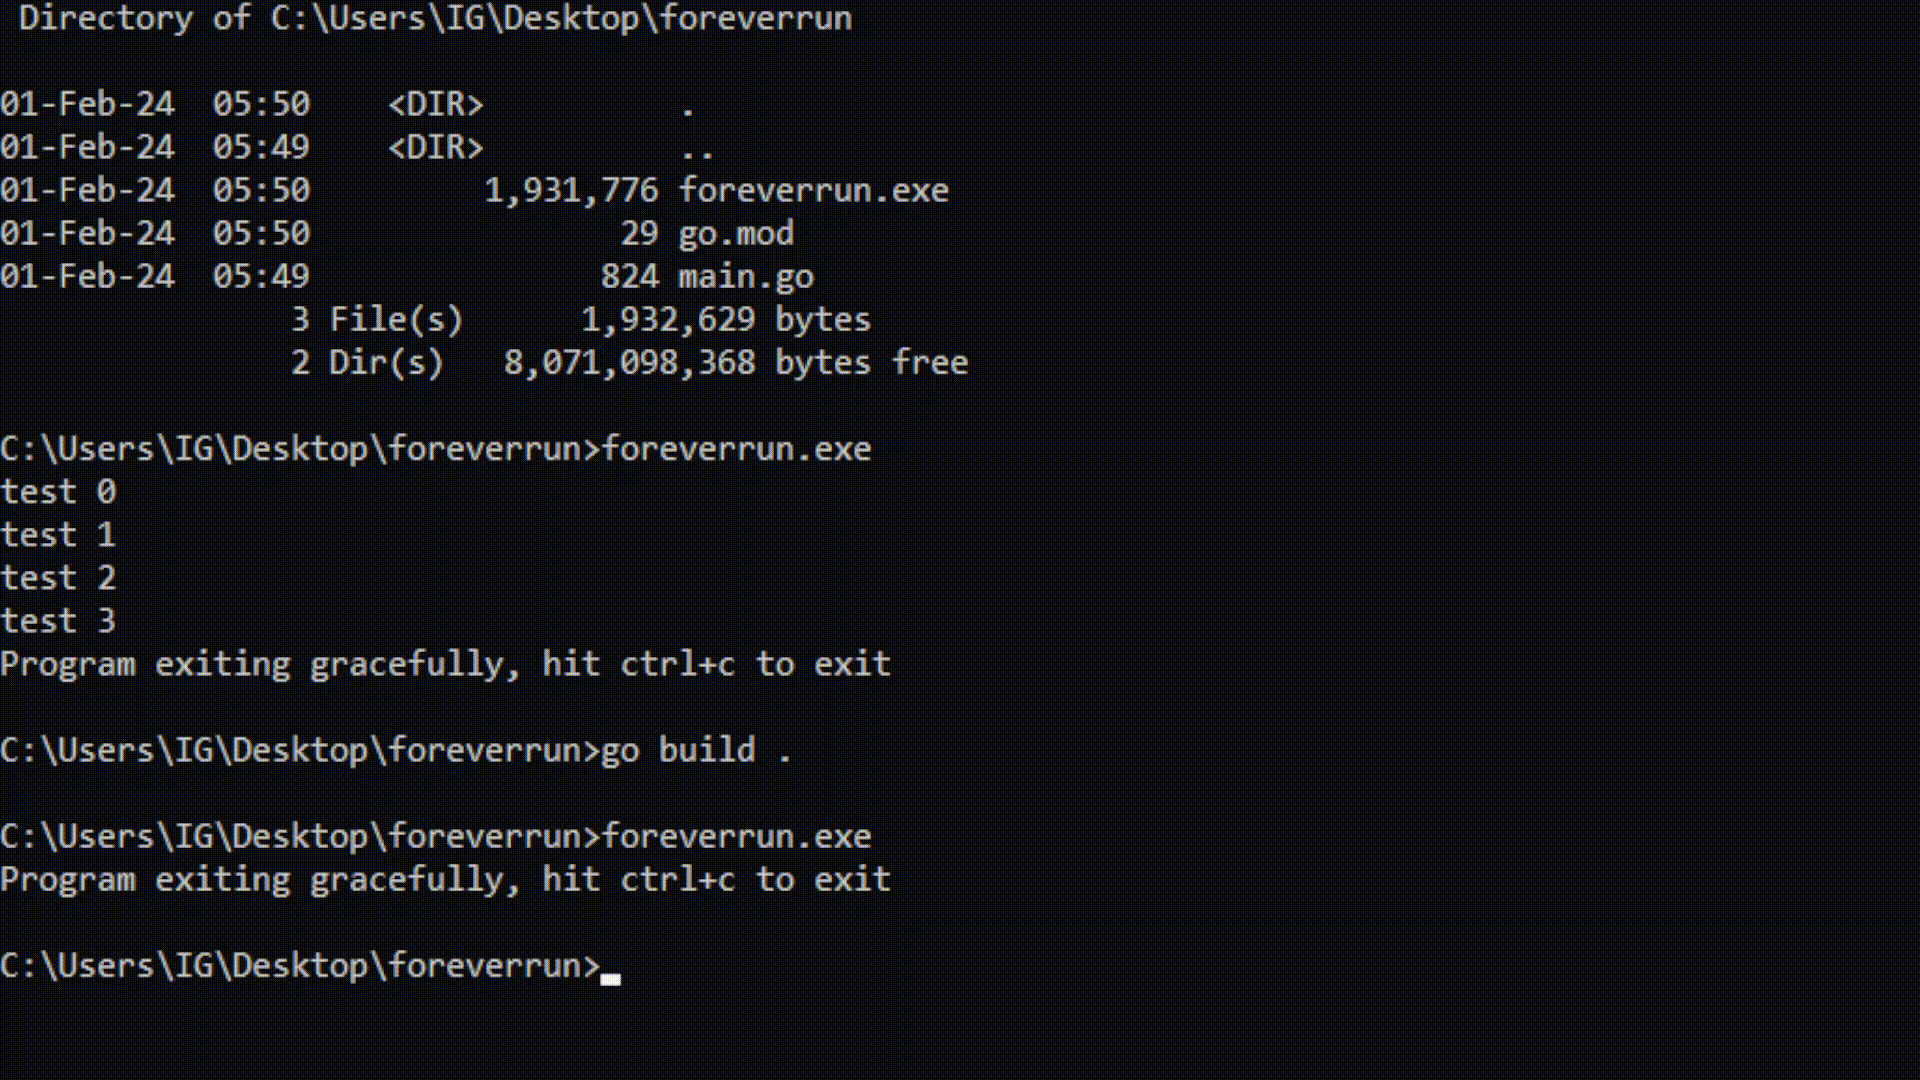 Directory of C:\Users\IG\Desktop\foreverrun
01-Feb-24  05:50    <DIR>          .
01-Feb-24  05:49    <DIR>          ..
01-Feb-24  05:50         1,931,776 foreverrun.exe
01-Feb-24  05:50                29 go.mod
01-Feb-24  05:49               824 main.go
               3 File(s)      1,932,629 bytes
               2 Dir(s)   8,071,098,368 bytes free
C:\Users\IG\Desktop\foreverrun>foreverrun.exe
test 0
test 1
test 2
test 3
Program exiting gracefully, hit ctrl+c to exit
C:\Users\IG\Desktop\foreverrun>go build .
C:\Users\IG\Desktop\foreverrun>foreverrun.exe
Program exiting gracefully, hit ctrl+c to exit
C:\Users\IG\Desktop\foreverrun>